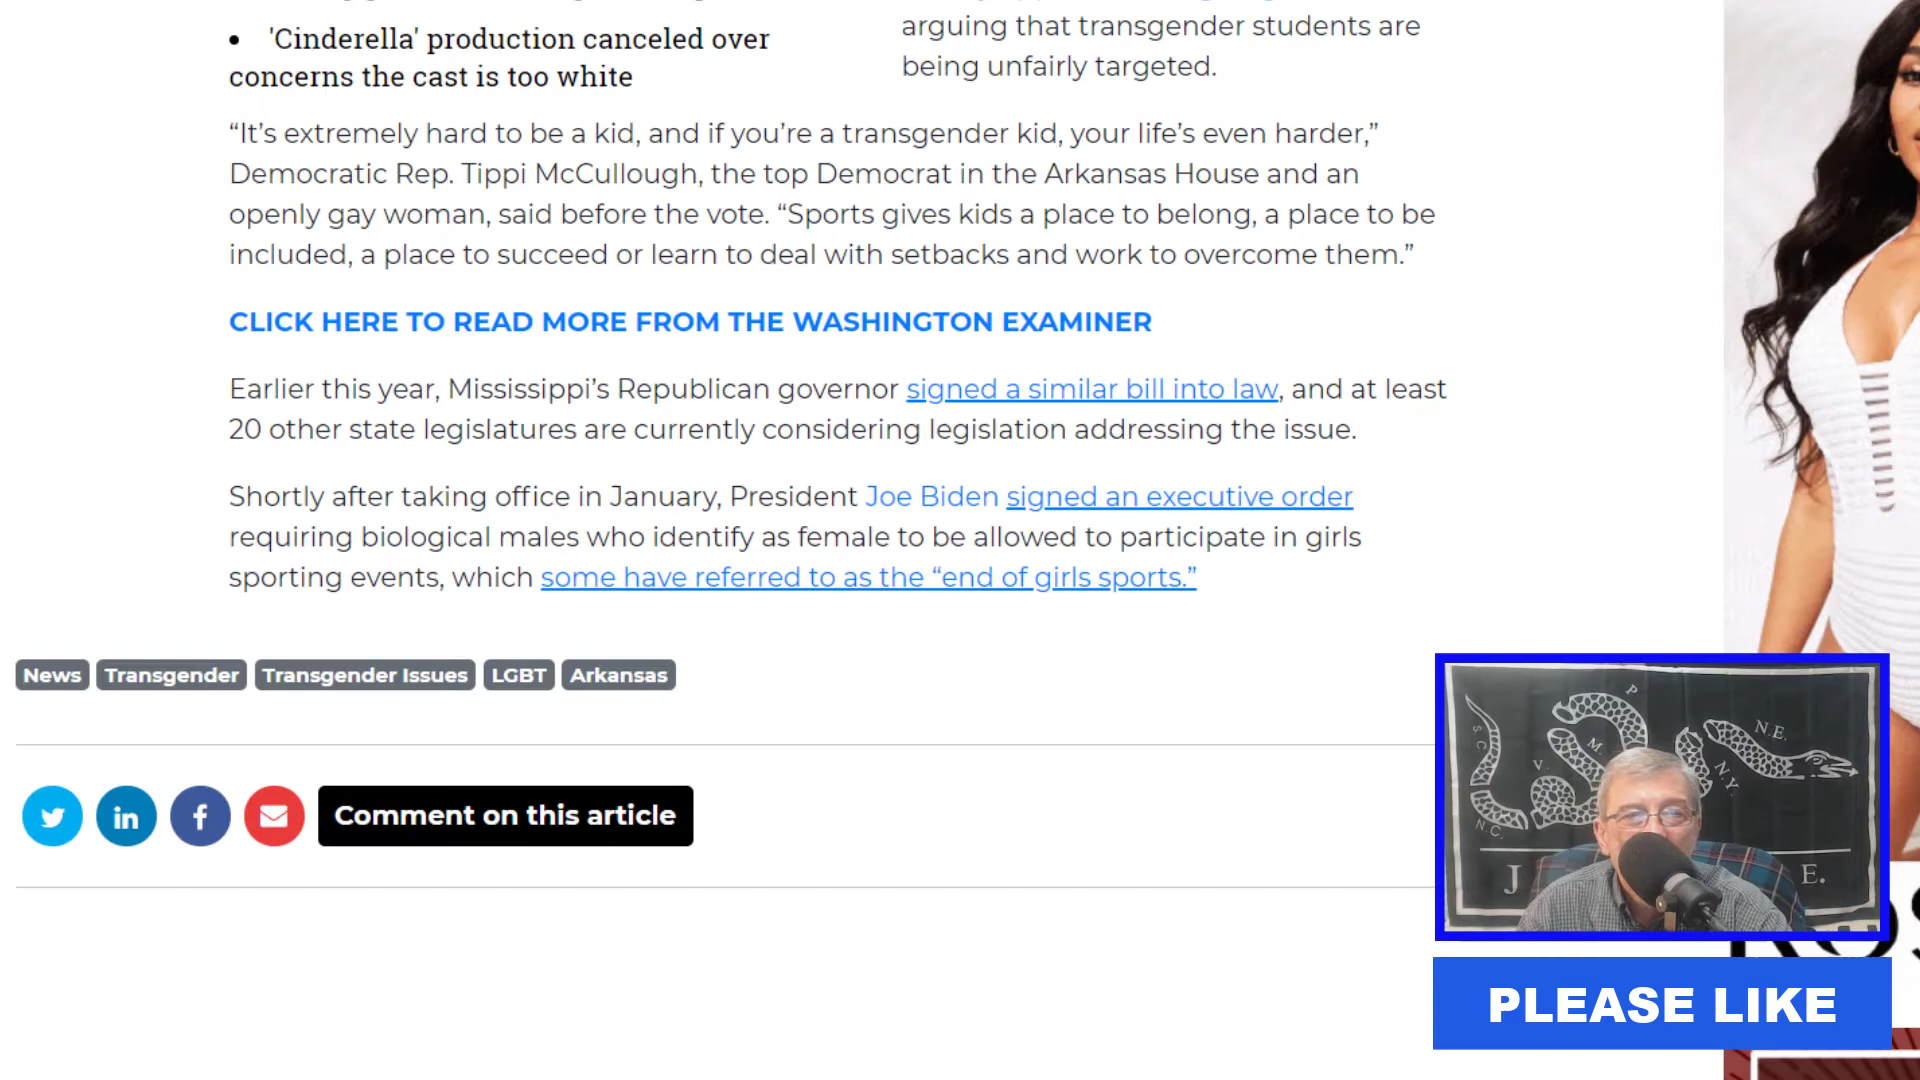 'Cinderella' production canceled over
concerns the cast is too white
arguing that transgender students are
being unfairly targeted.
“It’s extremely hard to be a kid, and if you’re a transgender kid, your life’s even harder,”
Democratic Rep. Tippi McCullough, the top Democrat in the Arkansas House and an
openly gay woman, said before the vote. “Sports gives kids a place to belong, a place to be
included, a place to succeed or learn to deal with setbacks and work to overcome them.”
CLICK HERE TO READ MORE FROM THE WASHINGTON EXAMINER
Earlier this year, Mississippi’s Republican governor signed a similar bill into law, and at least
20 other state legislatures are currently considering legislation addressing the issue.
Shortly after taking office in January, President Joe Biden signed an executive order
requiring biological males who identify as female to be allowed to participate in girls
sporting events, which some have referred to as the “end of girls sports.”
News Transgender Transgender Issues LGBT Arkansas
Comment on this article
S.C.
N.C.
V.
M.
P
N.Y.
N.E.
J
E.
PLEASE LIKE